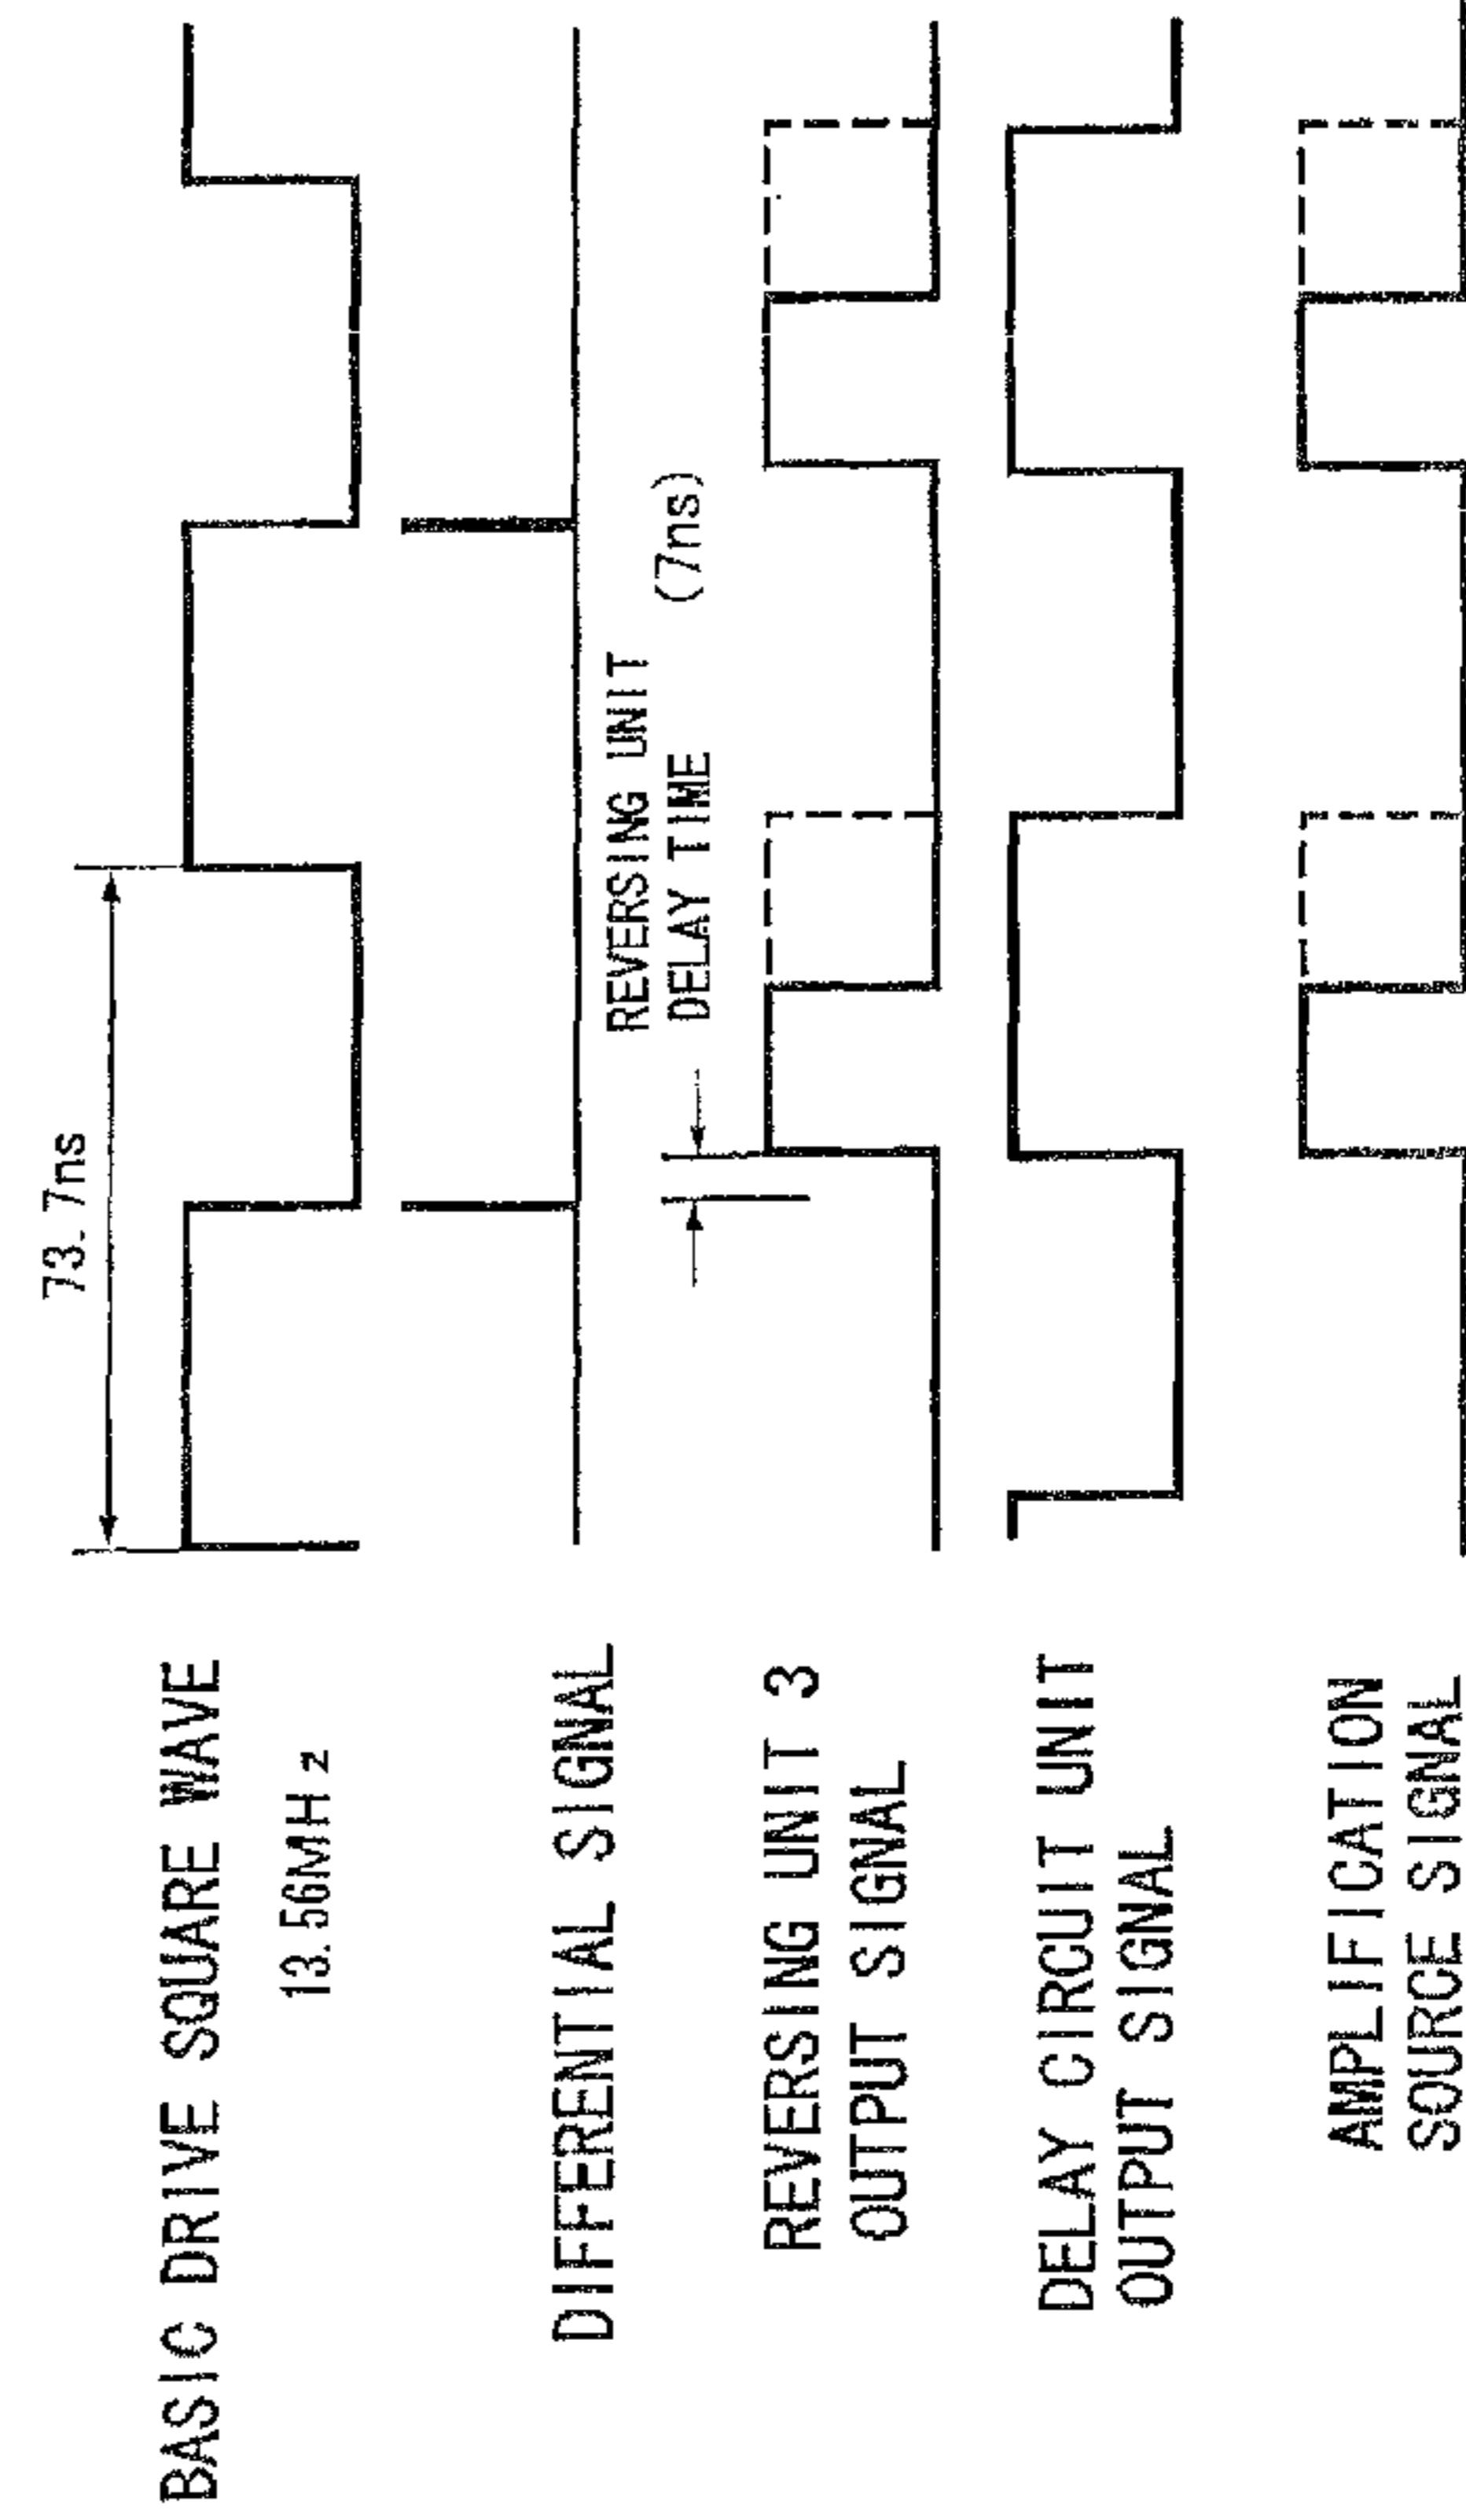 73.7ns
BASIC DRIVE SQUARE WAVE
13.56MHz
DIFFERENTIAL SIGNAL
REVERSING UNIT
DELAY TIME (7ns)
REVERSING UNIT 3
OUTPUT SIGNAL
DELAY CIRCUIT UNIT
OUTPUT SIGNAL
AMPLIFICATION
SOURCE SIGNAL